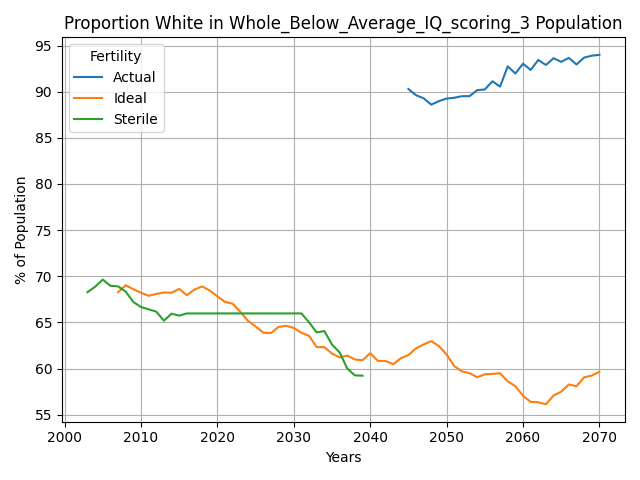 Proportion White in Whole_Below_Average_IQ_scoring_3 Population
95
90
85
80
75
70
65
60
55
% of Population
Fertility
Actual
Ideal
Sterile
2000 2010 2020 2030 2040 2050 2060 2070
Years